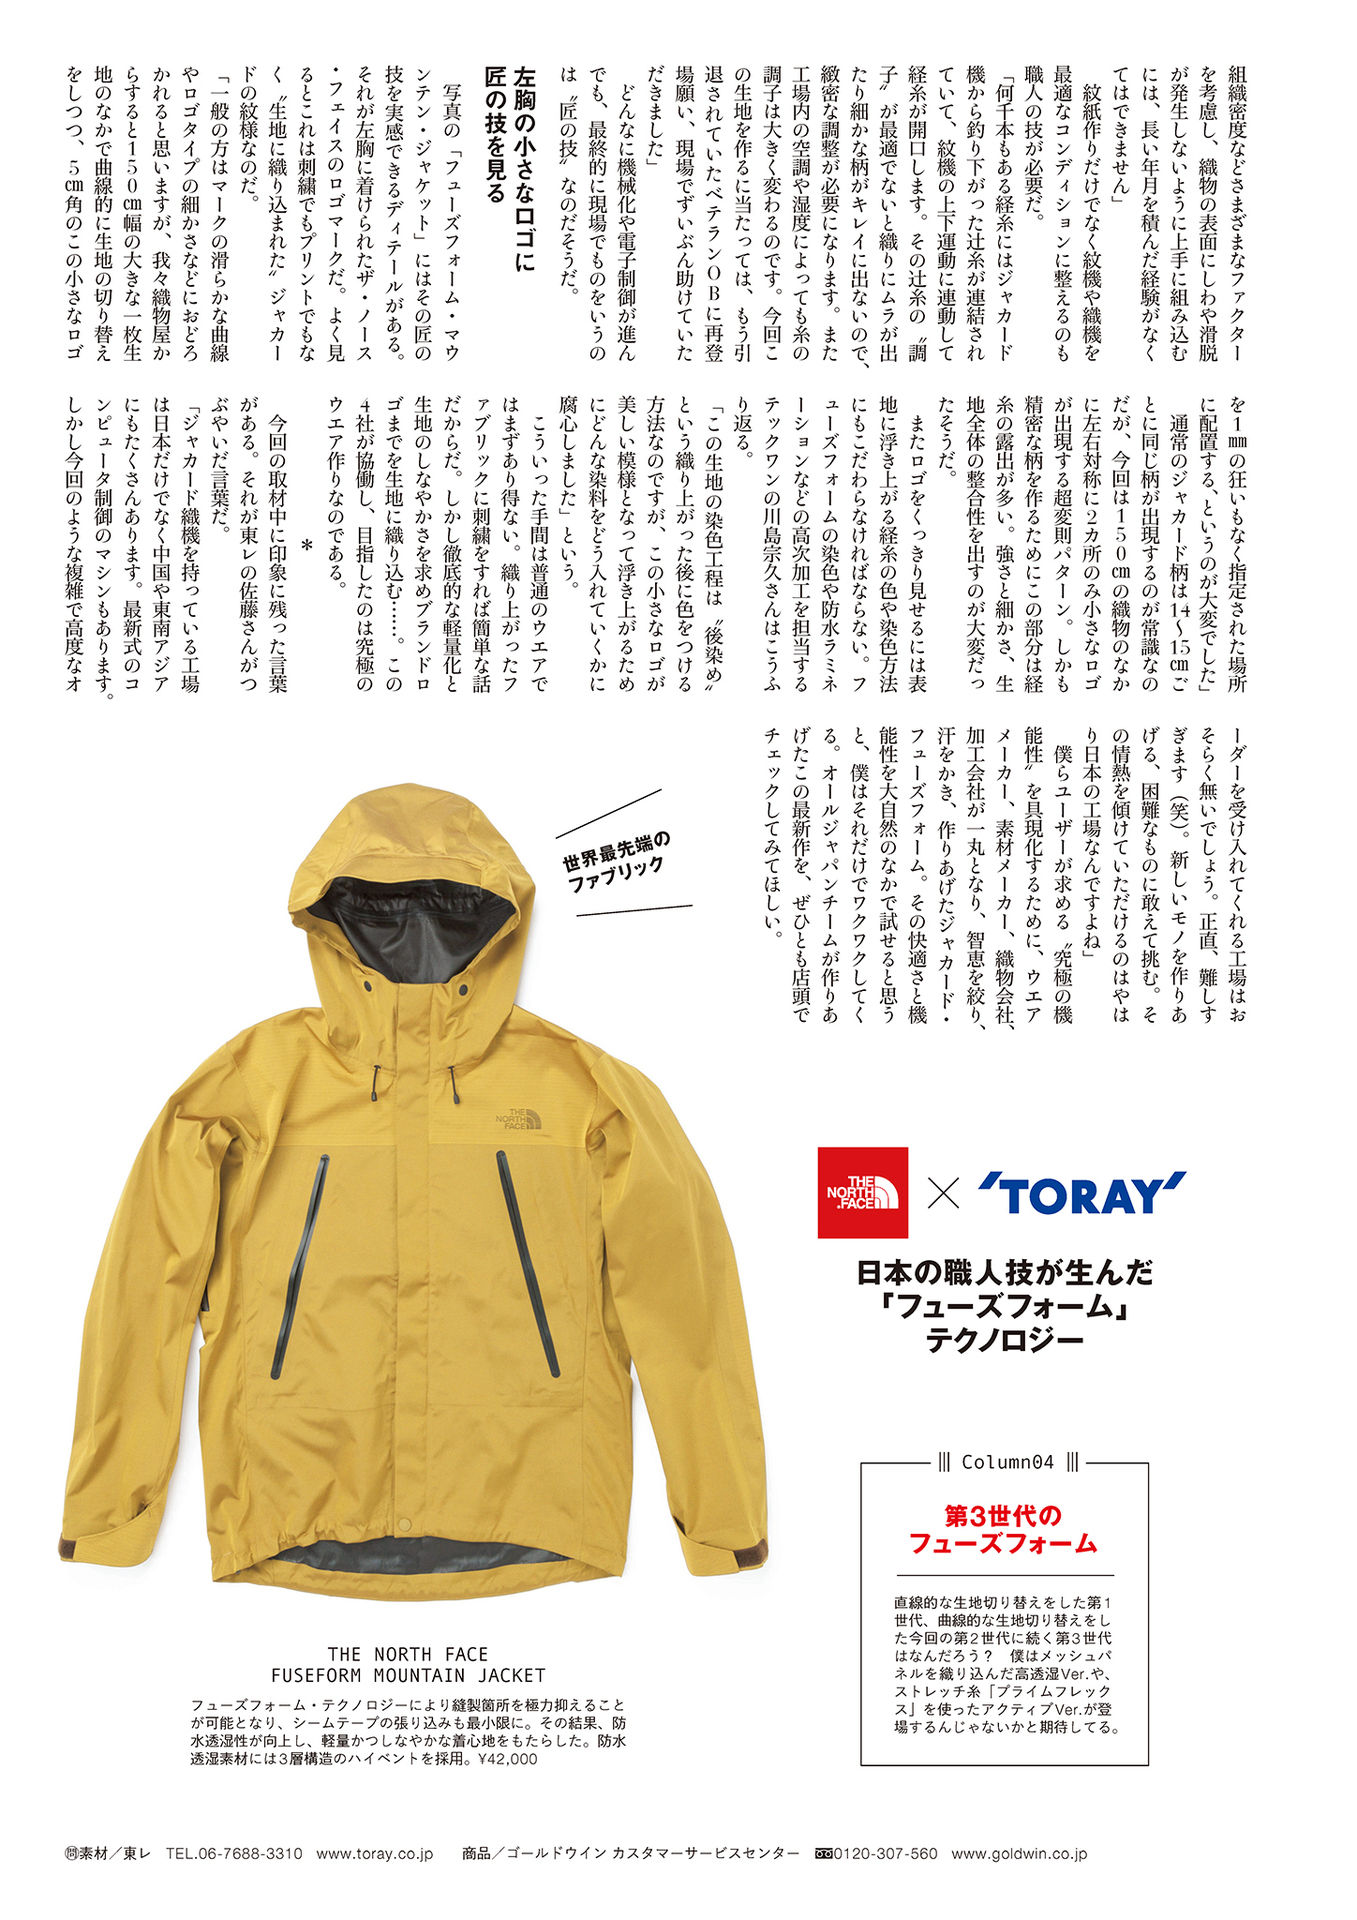 組織密度などさまざまなファクター
を考慮し、織物の表面にしわや滑脱
が発生しないように上手に組み込む
には、長い年月を積んだ経験がなく
てはできません」
紋紙作りだけでなく紋機や織機を
最適なコンディションに整えるのも
職人の技が必要だ。
「何千本もある経糸にはジャカード
機から釣り下がった辻糸が連結され
ていて、紋機の上下運動に連動して
経糸が開口します。その辻糸の〝調
子〟が最適でないと織りにムラが出
たり細かな柄がキレイに出ないので、
緻密な調整が必要になります。また
工場内の空調や湿度によっても糸の
調子は大きく変わるのです。今回こ
の生地を作るに当たっては、もう引
退されていたベテランOBに再登
場願い、現場でずいぶん助けていた
だきました」
どんなに機械化や電子制御が進ん
でも、最終的に現場でものをいうの
は〝匠の技〟なのだそうだ。
左胸の小さなロゴに
匠の技を見る
写真の「フューズフォーム・マウ
ンテン・ジャケット」にはその匠の
技を実感できるディテールがある。
それが左胸に着けられたザ・ノース
・フェイスのロゴマークだ。よく見
るとこれは刺繍でもプリントでもな
く〝生地に織り込まれた〟ジャカー
ドの紋様なのだ。
「一般の方はマークの滑らかな曲線
やロゴタイプの細かさなどにおどろ
かれると思いますが、我々織物屋か
らすると150㎝幅の大きな一枚生
地のなかで曲線的に生地の切り替え
をしつつ、5㎝角のこの小さなロゴ
を1㎜の狂いもなく指定された場所
に配置する、というのが大変でした」
通常のジャカード柄は14〜15㎝ご
とに同じ柄が出現するのが常識なの
だが、今回は150㎝の織物のなか
に左右対称に2カ所のみ小さなロゴ
が出現する超変則パターン。しかも
精密な柄を作るためにこの部分は経
糸の露出が多い。強さと細かさ、生
地全体の整合性を出すのが大変だっ
たそうだ。
またロゴをくっきり見せるには表
地に浮き上がる経糸の色や染色方法
にもこだわらなければならない。フ
ューズフォームの染色や防水ラミネ
ーションなどの高次加工を担当する
テックワンの川島宗久さんはこうふ
り返る。
「この生地の染色工程は〝後染め〟
という織り上がった後に色をつける
方法なのですが、この小さなロゴが
美しい模様となって浮き上がるため
にどんな染料をどう入れていくかに
腐心しました」という。
こういった手間は普通のウエアで
はまずあり得ない。織り上がったフ
ァブリックに刺繍をすれば簡単な話
だからだ。しかし徹底的な軽量化と
生地のしなやかさを求めブランドロ
ゴまでを生地に織り込む……。この
4社が協働し、目指したのは究極の
ウエア作りなのである。
＊
今回の取材中に印象に残った言葉
がある。それが東レの佐藤さんがつ
ぶやいだ言葉だ。
「ジャカード織機を持っている工場
は日本だけでなく中国や東南アジア
にもたくさんあります。最新式のコ
ンピュータ制御のマシンもあります。
しかし今回のような複雑で高度なオ
ーダーを受け入れてくれる工場はお
そらく無いでしょう。正直、難しす
ぎます（笑）。新しいモノを作りあ
げる、困難なものに敢えて挑む。そ
の情熱を傾けていただけるのはやは
り日本の工場なんですよね」
僕らユーザーが求める〝究極の機
能性〟を具現化するために、ウエア
メーカー、素材メーカー、織物会社、
加工会社が一丸となり、智恵を絞り、
汗をかき、作りあげたジャカード・
フューズフォーム。その快適さと機
能性を大自然のなかで試せると思う
と、僕はそれだけでワクワクしてく
る。オールジャパンチームが作りあ
げたこの最新作を、ぜひとも店頭で
チェックしてみてほしい。
世界最先端の
ファブリック
THE
NORTH
FACE
THE
NORTH
FACE
×
'TORAY'
日本の職人技が生んだ
「フューズフォーム」
テクノロジー
Column04
第3世代の
フューズフォーム
直線的な生地切り替えをした第1
世代、曲線的な生地切り替えをし
た今回の第2世代に続く第3世代
はなんだろう？　僕はメッシュパ
ネルを織り込んだ高透湿Ver.や、
ストレッチ糸「プライムフレック
ス」を使ったアクティブVer.が登
場するんじゃないかと期待してる。
THE NORTH FACE
FUSEFORM MOUNTAIN JACKET
フューズフォーム・テクノロジーにより縫製箇所を極力抑えること
が可能となり、シームテープの張り込みも最小限に。その結果、防
水透湿性が向上し、軽量かつしなやかな着心地をもたらした。防水
透湿素材には3層構造のハイベントを採用。¥42,000
㉄素材／東レ　TEL.06-7688-3310　www.toray.co.jp　　商品／ゴールドウイン カスタマーサービスセンター　0120-307-560　www.goldwin.co.jp